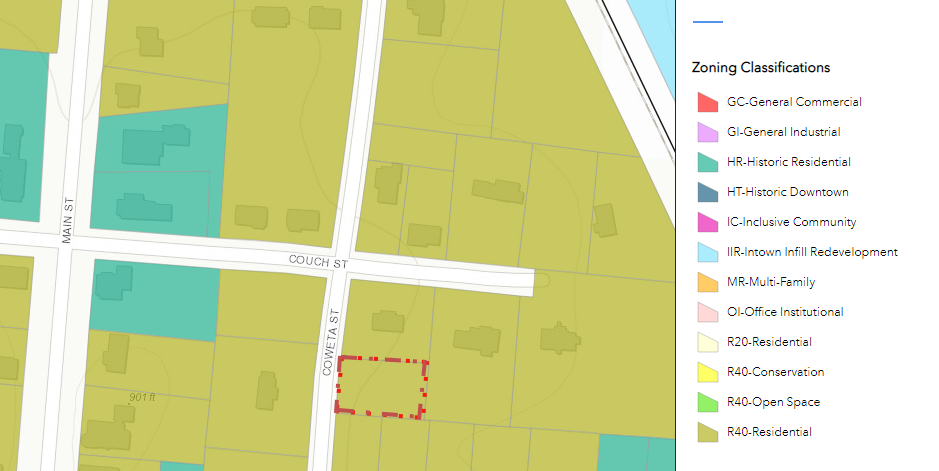 MAIN ST
COUCH ST
COWETA ST
901 ft
Zoning Classifications
GC-General Commercial
GI-General Industrial
HR-Historic Residential
HT-Historic Downtown
IC-Inclusive Community
IIR-Intown Infill Redevelopment
MR-Multi-Family
OI-Office Institutional
R20-Residential
R40-Conservation
R40-Open Space
R40-Residential